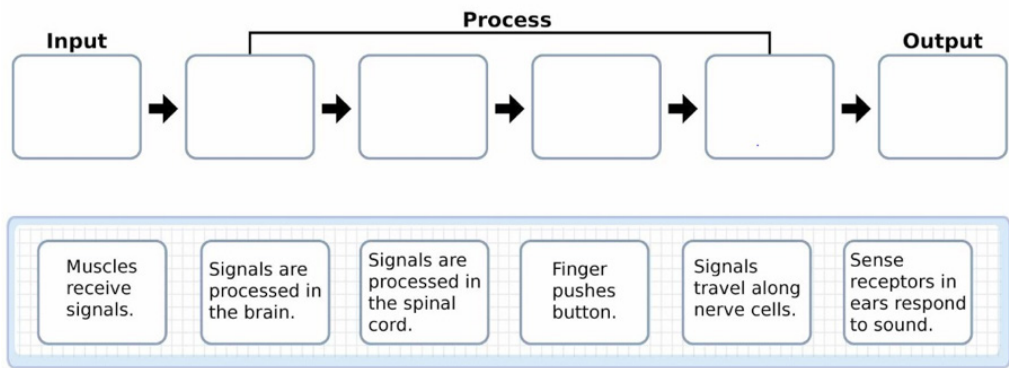 Process
Input
Output
Muscles
receive
signals.
Signals are
processed in
the brain.
Signals are
processed in
the spinal
cord.
Finger
pushes
button.
Signals
travel along
nerve cells.
Sense
receptors in
ears respond
to sound.